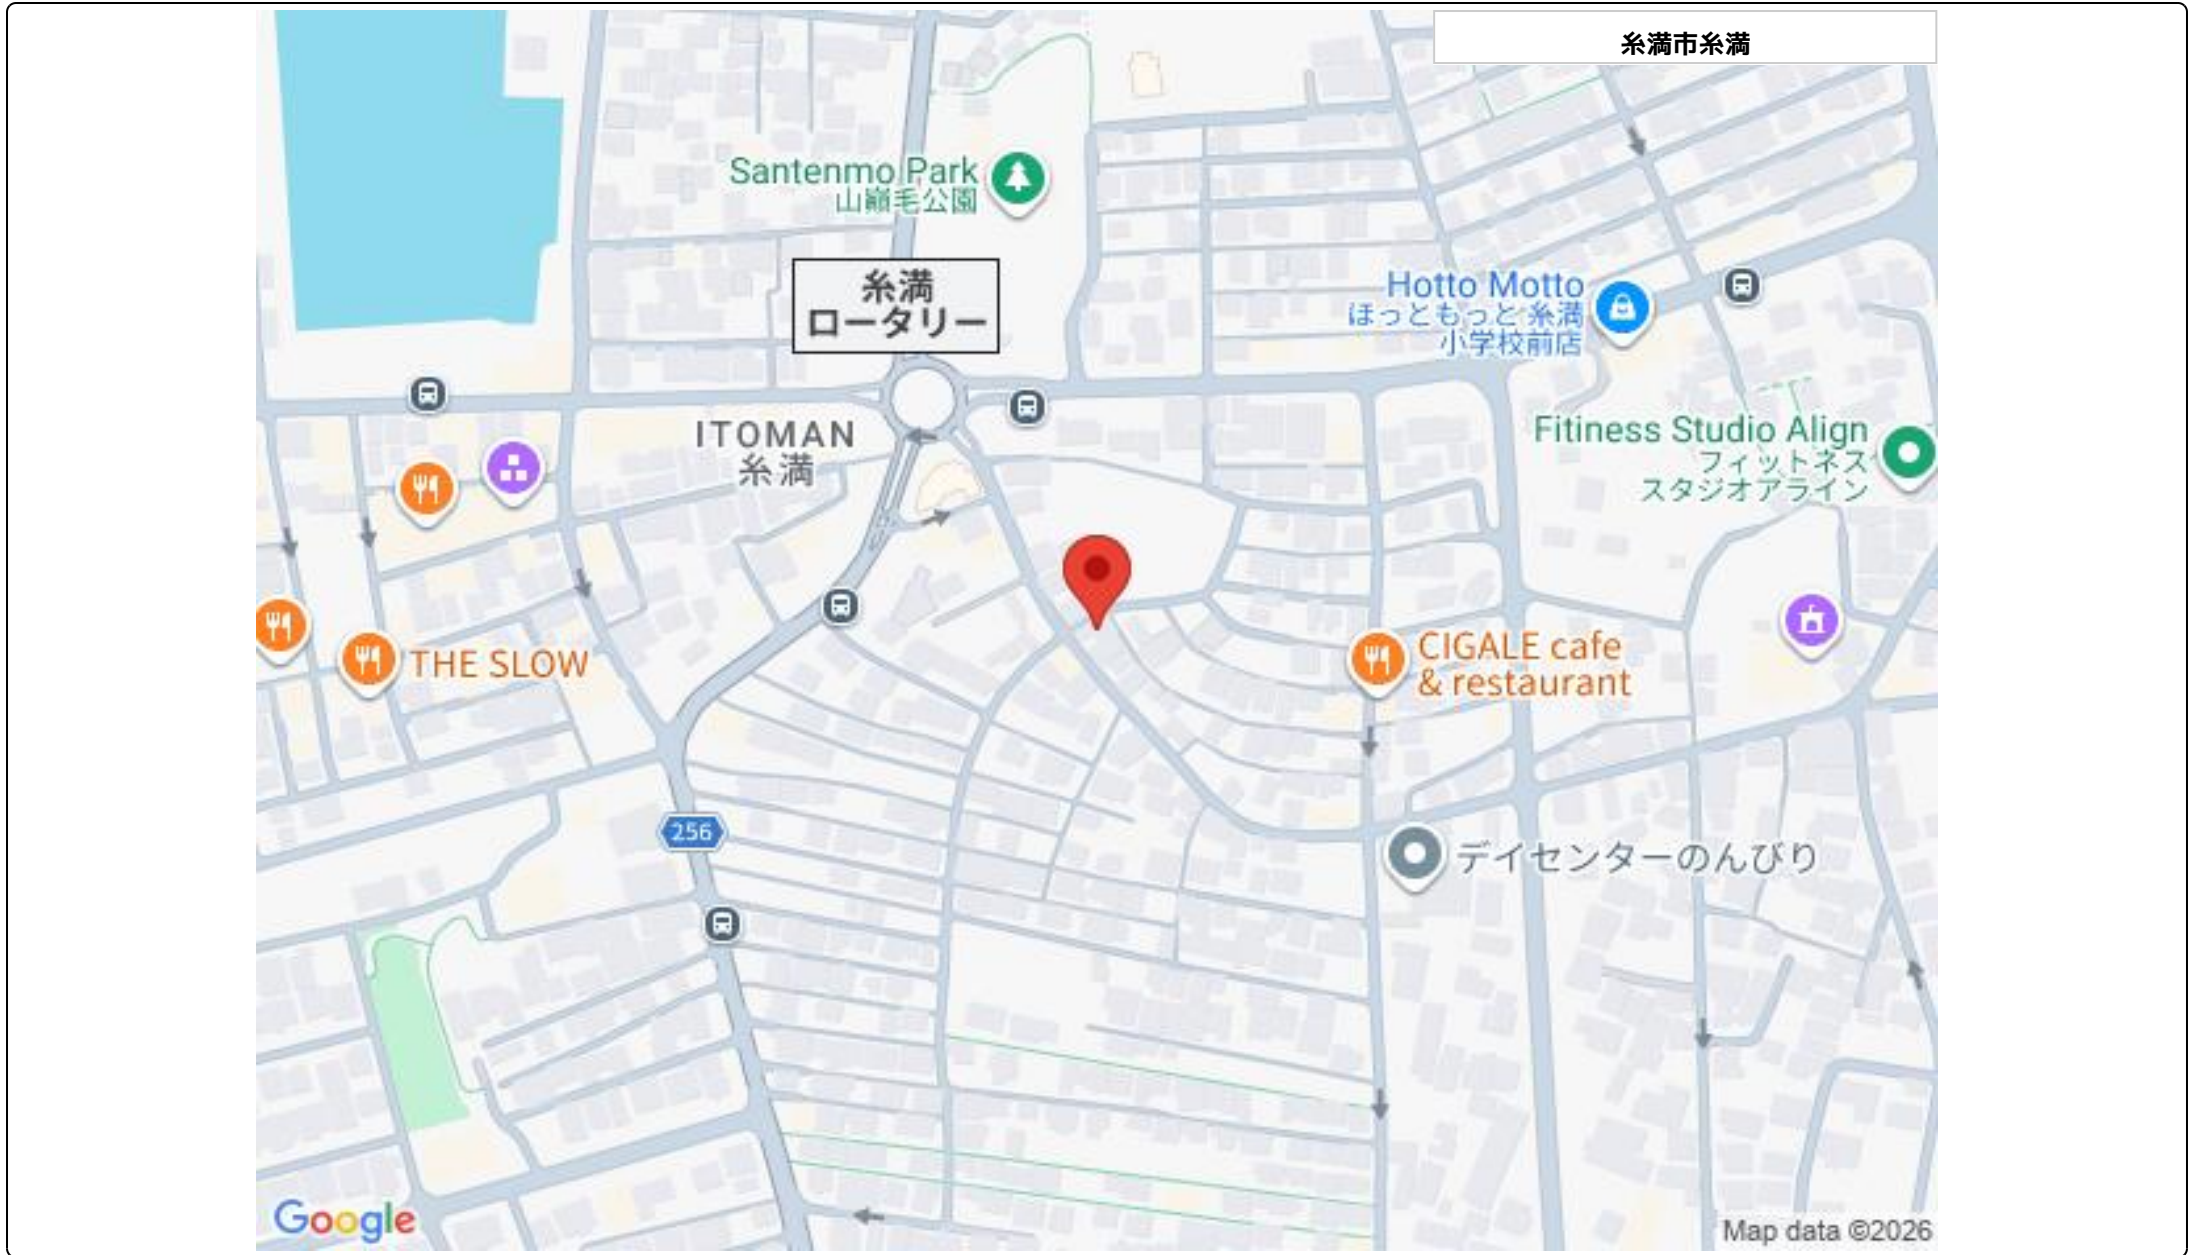 糸満市糸満
Santenmo Park
山巓毛公園
糸満
ロータリー
Hotto Motto
ほっともっと 糸満
小学校前店
ITOMAN
糸満
Fitiness Studio Align
フィットネス
スタジオアライン
THE SLOW
CIGALE cafe
& restaurant
256
デイセンターのんびり
Google
Map data ©2026